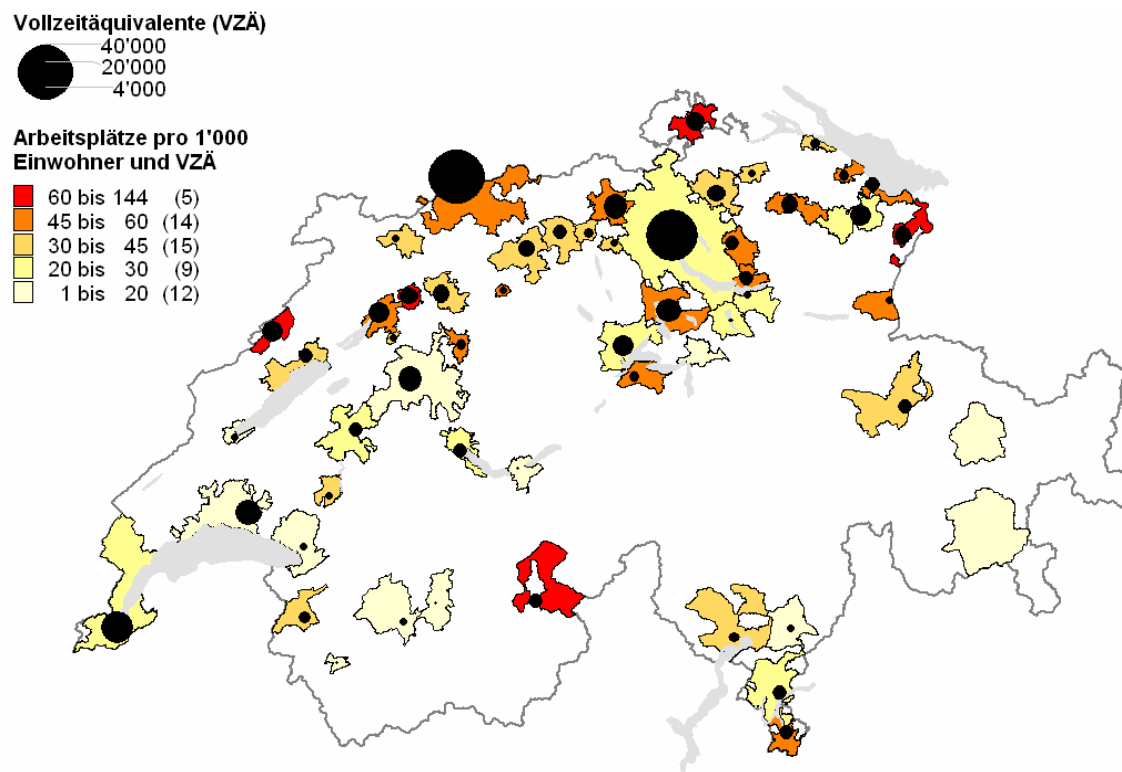 Vollzeitäquivalente (VZÄ)
40'000
20'000
4'000
Arbeitsplätze pro 1'000
Einwohner und VZÄ
60 bis 144 (5)
45 bis 60 (14)
30 bis 45 (15)
20 bis 30 (9)
1 bis 20 (12)